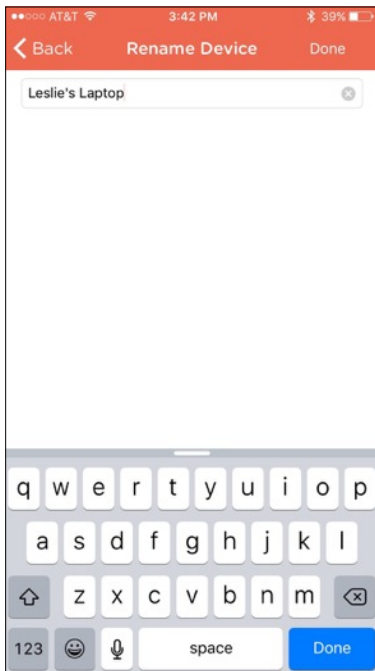 AT&T 3:42 PM 39%
Back Rename Device Done
Leslie's Laptop
q w e r t y u i o p
a s d f g h j k l
z x c v b n m
123 space Done